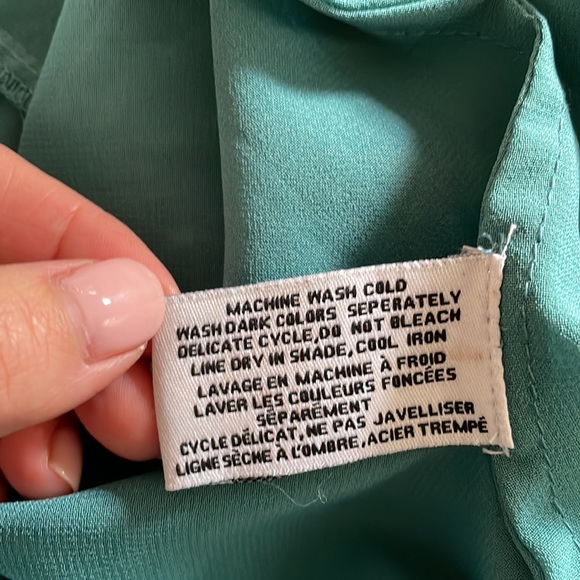 MACHINE WASH COLD
WASH DARK COLORS SEPERATELY
DELICATE CYCLE,DO NOT BLEACH
LINE DRY IN SHADE, COOL IRON
LAVAGE EN MACHINE À FROID
LAVER LES COULEURS FONCÉES
SÉPARÉMENT
CYCLE DÉLICAT, NE PAS JAVELLISER
LIGNE SÈCHE À L'OMBRE, ACIER TREMPÉ